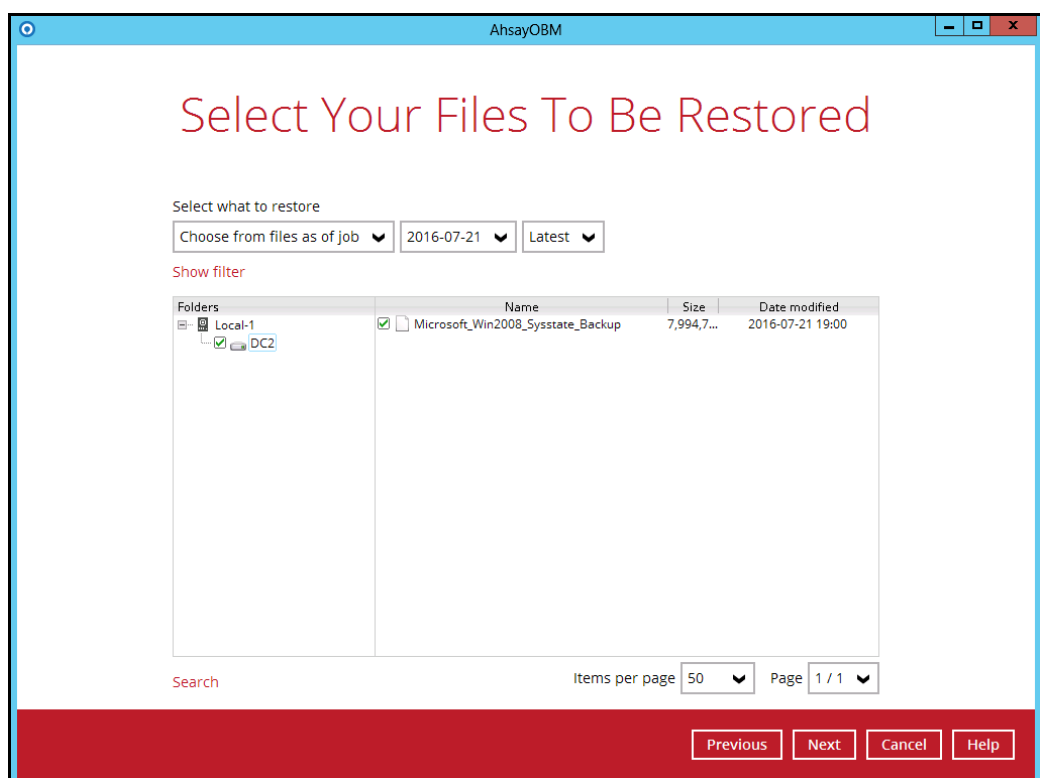 AhsayOBM
Select Your Files To Be Restored
Select what to restore
Choose from files as of job 2016-07-21 Latest
Show filter
Folders Name Size Date modified
Local-1 Microsoft_Win2008_Sysstate_Backup 7,994,7... 2016-07-21 19:00
DC2
Search Items per page 50 Page 1 / 1
Previous Next Cancel Help